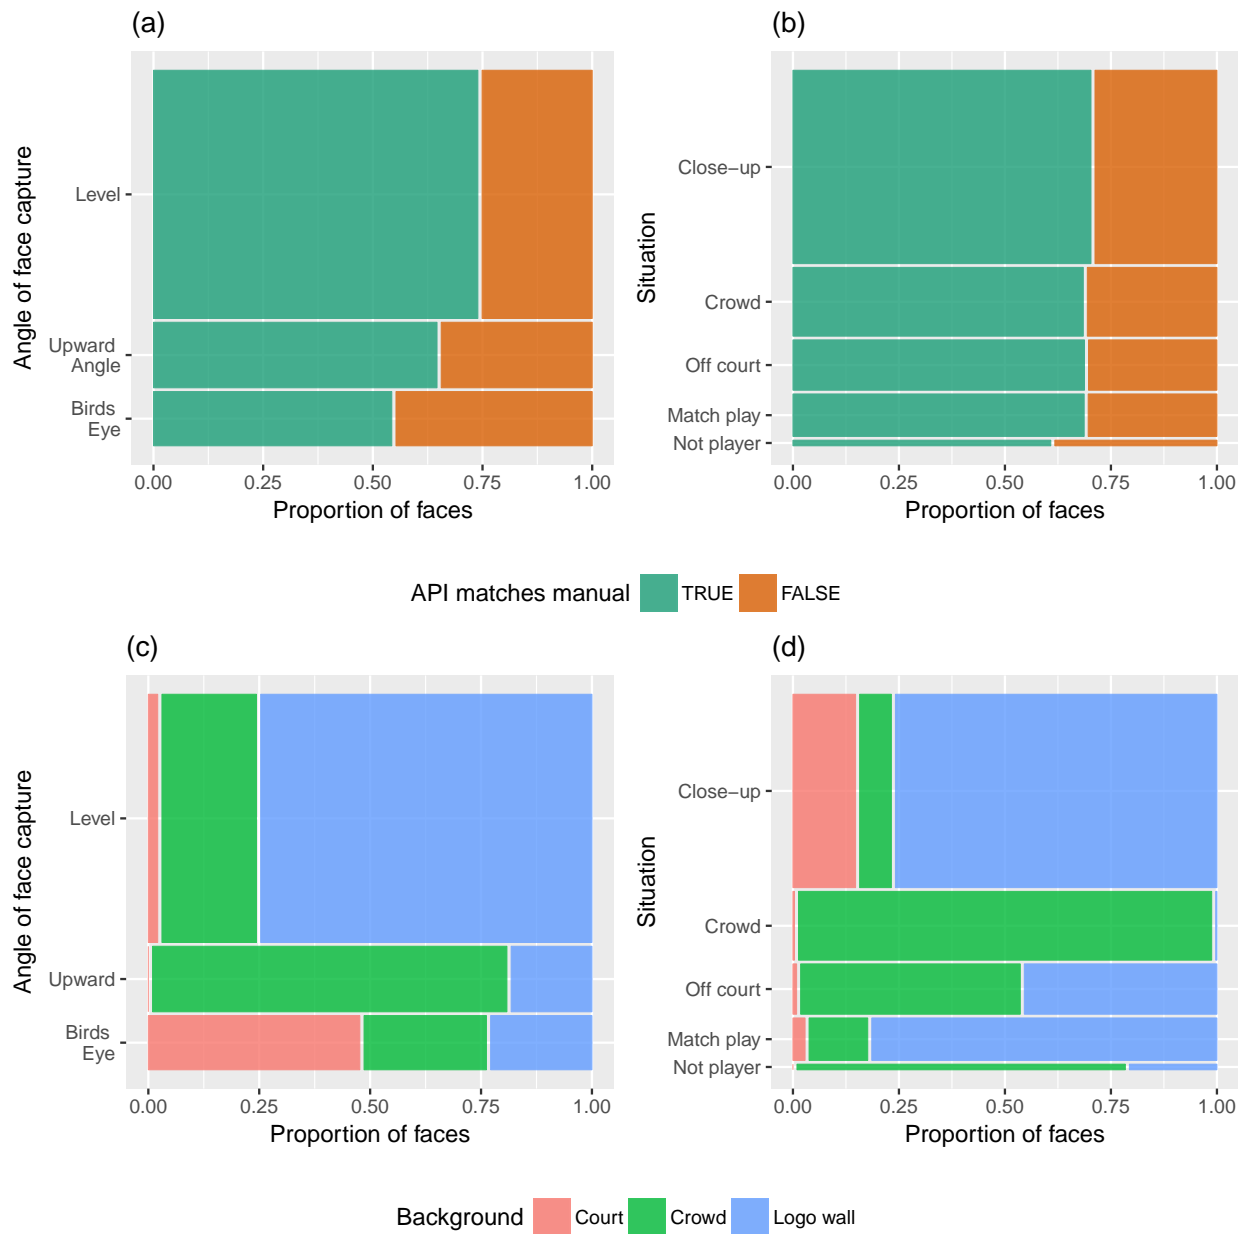 (a)
Angle of face capture
Level
Upward
Angle
Birds
Eye
0.00 0.25 0.50 0.75 1.00
Proportion of faces
(b)
Situation
Close−up
Crowd
Off court
Match play
Not player
0.00 0.25 0.50 0.75 1.00
Proportion of faces
API matches manual TRUE FALSE
(c)
Angle of face capture
Level
Upward
Birds
Eye
0.00 0.25 0.50 0.75 1.00
Proportion of faces
(d)
Situation
Close−up
Crowd
Off court
Match play
Not player
0.00 0.25 0.50 0.75 1.00
Proportion of faces
Background Court Crowd Logo wall